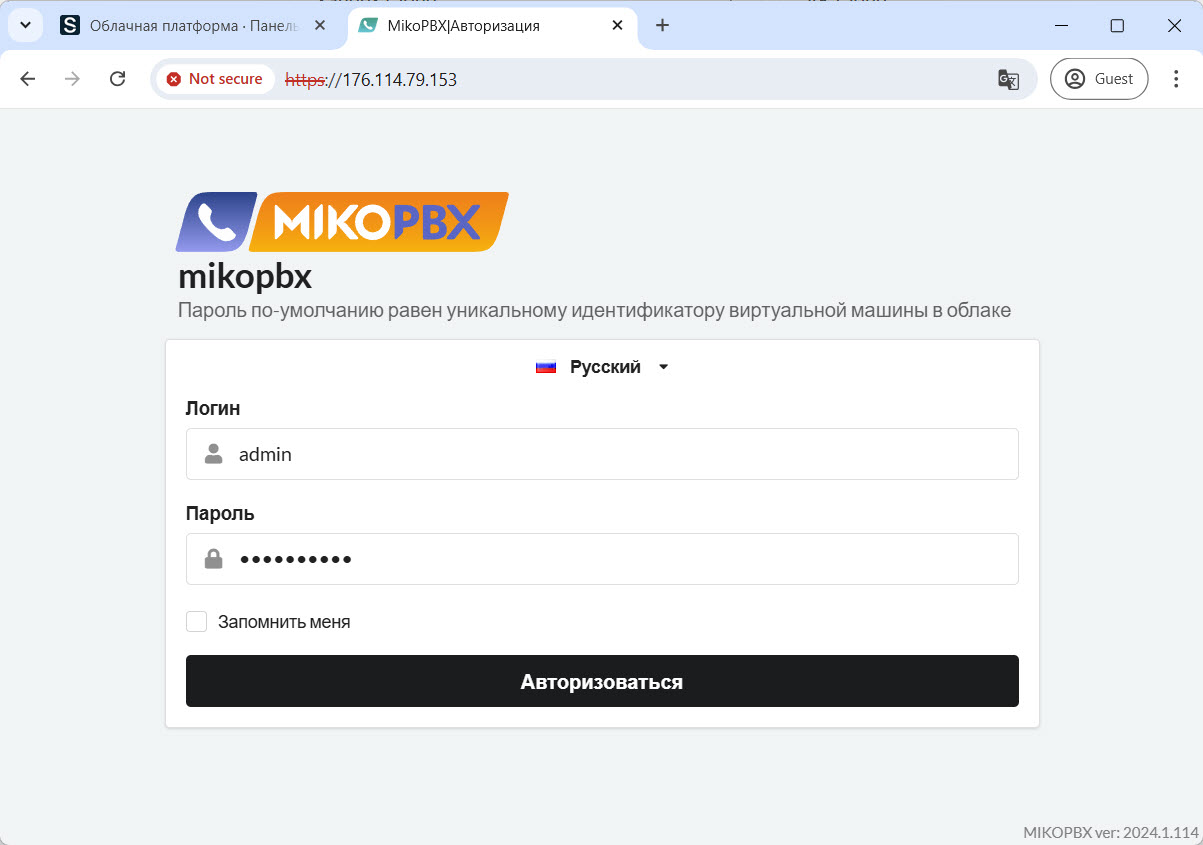 Облачная платформа · Панель
MikoPBX|Авторизация
Not secure
https://176.114.79.153
Guest
MIKOPBX
mikopbx
Пароль по-умолчанию равен уникальному идентификатору виртуальной машины в облаке
Русский
Логин
admin
Пароль
••••••••••
Запомнить меня
Авторизоваться
MIKOPBX ver: 2024.1.114